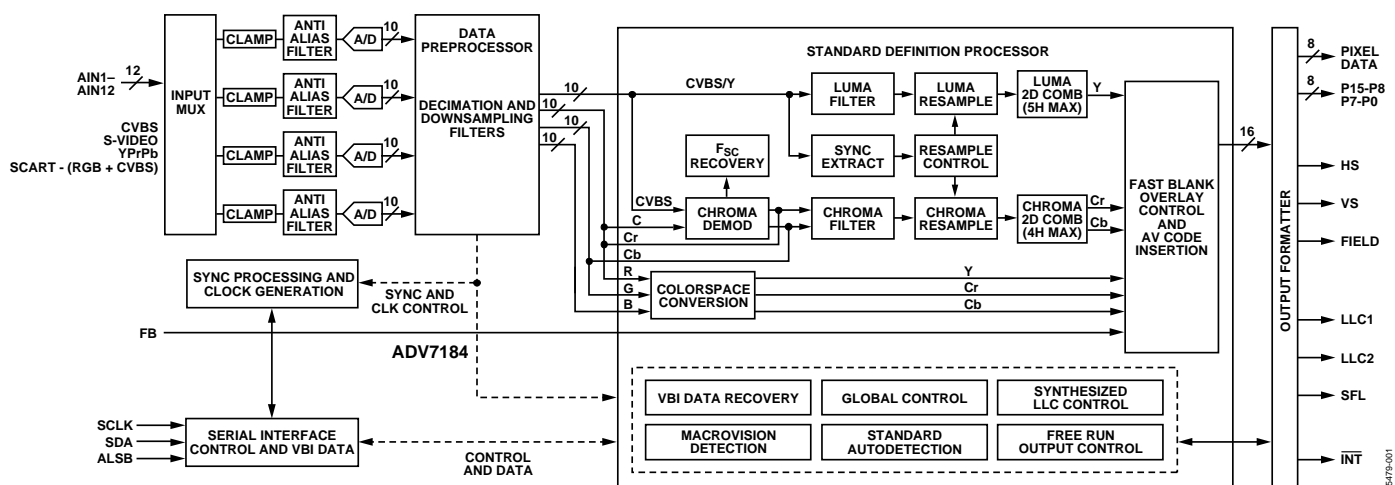 AIN1–
AIN12
12
CVBS
S-VIDEO
YPrPb
SCART - (RGB + CVBS)
INPUT
MUX
CLAMP
ANTI
ALIAS
FILTER
A/D
10
CLAMP
ANTI
ALIAS
FILTER
A/D
10
CLAMP
ANTI
ALIAS
FILTER
A/D
10
CLAMP
ANTI
ALIAS
FILTER
A/D
10
DATA
PREPROCESSOR
DECIMATION AND
DOWNSAMPLING
FILTERS
10
10
10
10
STANDARD DEFINITION PROCESSOR
CVBS/Y
LUMA
FILTER
LUMA
RESAMPLE
LUMA
2D COMB
(5H MAX)
Y
FSC
RECOVERY
SYNC
EXTRACT
RESAMPLE
CONTROL
CVBS
C
Cr
Cb
CHROMA
DEMOD
CHROMA
FILTER
CHROMA
RESAMPLE
CHROMA
2D COMB
(4H MAX)
Cr
Cb
R
G
B
COLORSPACE
CONVERSION
Y
Cr
Cb
FAST BLANK
OVERLAY
CONTROL
AND
AV CODE
INSERTION
16
OUTPUT FORMATTER
8
PIXEL
DATA
8
P15-P8
P7-P0
HS
VS
FIELD
LLC1
LLC2
SFL
INT
SYNC PROCESSING AND
CLOCK GENERATION
SYNC AND
CLK CONTROL
FB
ADV7184
SCLK
SDA
ALSB
SERIAL INTERFACE
CONTROL AND VBI DATA
CONTROL
AND DATA
VBI DATA RECOVERY
GLOBAL CONTROL
SYNTHESIZED
LLC CONTROL
MACROVISION
DETECTION
STANDARD
AUTODETECTION
FREE RUN
OUTPUT CONTROL
5479-001